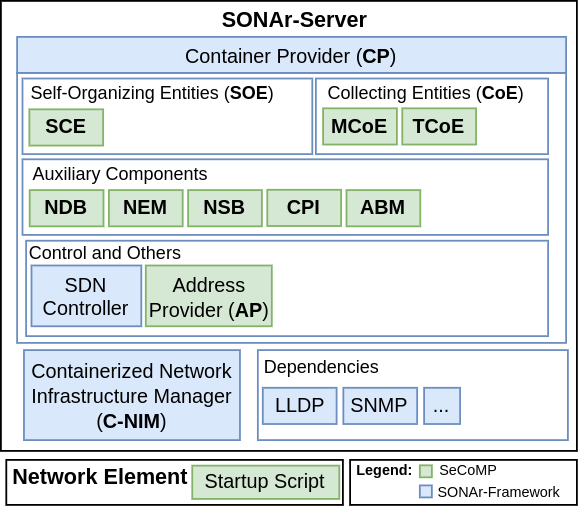 SONAr-Server
Container Provider (CP)
Self-Organizing Entities (SOE)
SCE
Collecting Entities (CoE)
MCoE TCoE
Auxiliary Components
NDB NEM NSB CPI ABM
Control and Others
SDN
Controller
Address
Provider (AP)
Containerized Network
Infrastructure Manager
(C-NIM)
Dependencies
LLDP SNMP ...
Network Element
Startup Script
Legend:
SeCoMP
SONAr-Framework